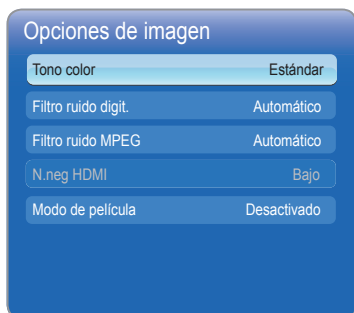 Opciones de imagen
Tono color Estándar
Filtro ruido digit. Automático
Filtro ruido MPEG Automático
N.neg HDMI Bajo
Modo de película Desactivado